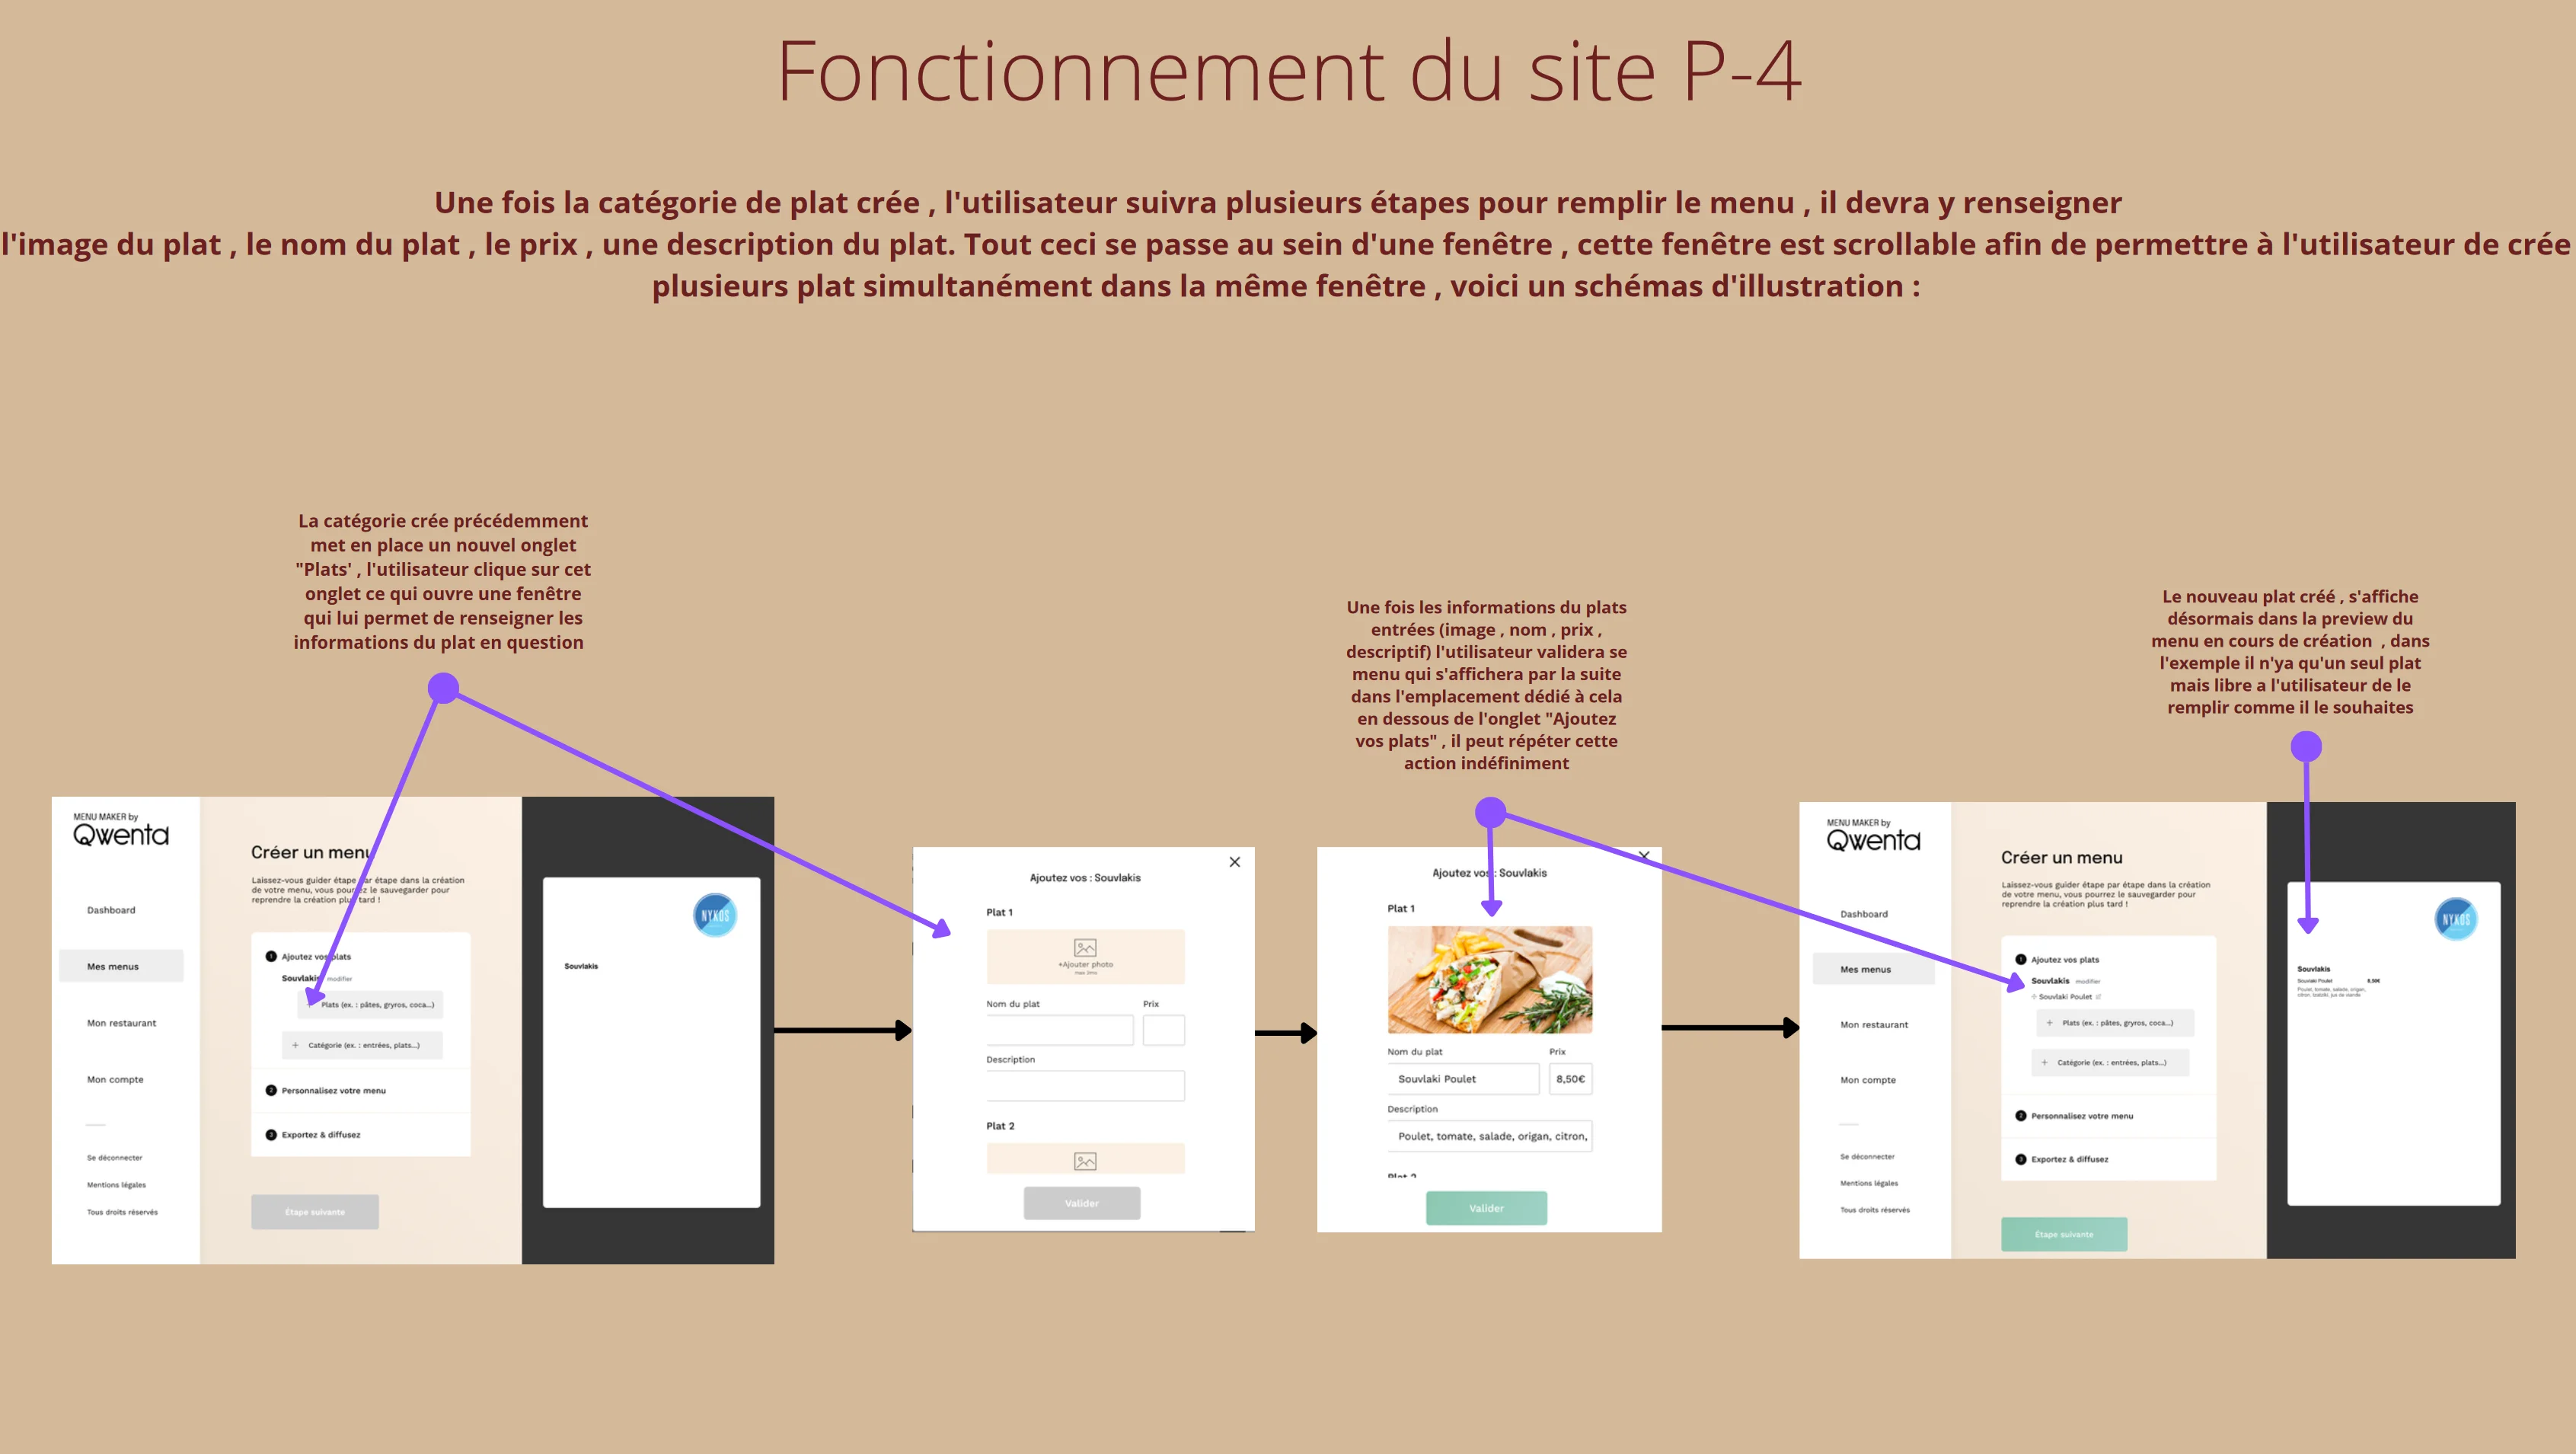 Fonctionnement du site P-4
Une fois la catégorie de plat crée , l'utilisateur suivra plusieurs étapes pour remplir le menu , il devra y renseigner
l'image du plat , le nom du plat , le prix , une description du plat. Tout ceci se passe au sein d'une fenêtre , cette fenêtre est scrollable afin de permettre à l'utilisateur de crée
plusieurs plat simultanément dans la même fenêtre , voici un schémas d'illustration :
La catégorie crée précédemment
met en place un nouvel onglet
"Plats' , l'utilisateur clique sur cet
onglet ce qui ouvre une fenêtre
qui lui permet de renseigner les
informations du plat en question
Une fois les informations du plats
entrées (image , nom , prix ,
descriptif) l'utilisateur validera se
menu qui s'affichera par la suite
dans l'emplacement dédié à cela
en dessous de l'onglet "Ajoutez
vos plats" , il peut répéter cette
action indéfiniment
Le nouveau plat créé , s'affiche
désormais dans la preview du
menu en cours de création , dans
l'exemple il n'ya qu'un seul plat
mais libre a l'utilisateur de le
remplir comme il le souhaites
MENU MAKER by
Qwenta
Dashboard
Mes menus
Mon restaurant
Mon compte
Se déconnecter
Mentions légales
Tous droits réservés
Créer un menu
Laissez-vous guider étape par étape dans la création
de votre menu, vous pourrez le sauvegarder pour
reprendre la création plus tard !
1 Ajoutez vos plats
Souvlakis modifier
+ Plats (ex. : pâtes, gryros, coca...)
+ Catégorie (ex. : entrées, plats...)
2 Personnalisez votre menu
3 Exportez & diffusez
Étape suivante
NYKOS
Souvlakis
Ajoutez vos : Souvlakis
Plat 1
+Ajouter photo
Nom du plat Prix
Description
Plat 2
Valider
Ajoutez vos : Souvlakis
Plat 1
Nom du plat Prix
Souvlaki Poulet 8,50€
Description
Poulet, tomate, salade, origan, citron,
Plat 2
Valider
MENU MAKER by
Qwenta
Dashboard
Mes menus
Mon restaurant
Mon compte
Se déconnecter
Mentions légales
Tous droits réservés
Créer un menu
Laissez-vous guider étape par étape dans la création
de votre menu, vous pourrez le sauvegarder pour
reprendre la création plus tard !
1 Ajoutez vos plats
Souvlakis modifier
Souvlaki Poulet
+ Plats (ex. : pâtes, gryros, coca...)
+ Catégorie (ex. : entrées, plats...)
2 Personnalisez votre menu
3 Exportez & diffusez
Étape suivante
NYKOS
Souvlakis
Souvlaki Poulet 8,50€
Poulet, tomate, salade, origan,
citron, tzatziki, jus de viande